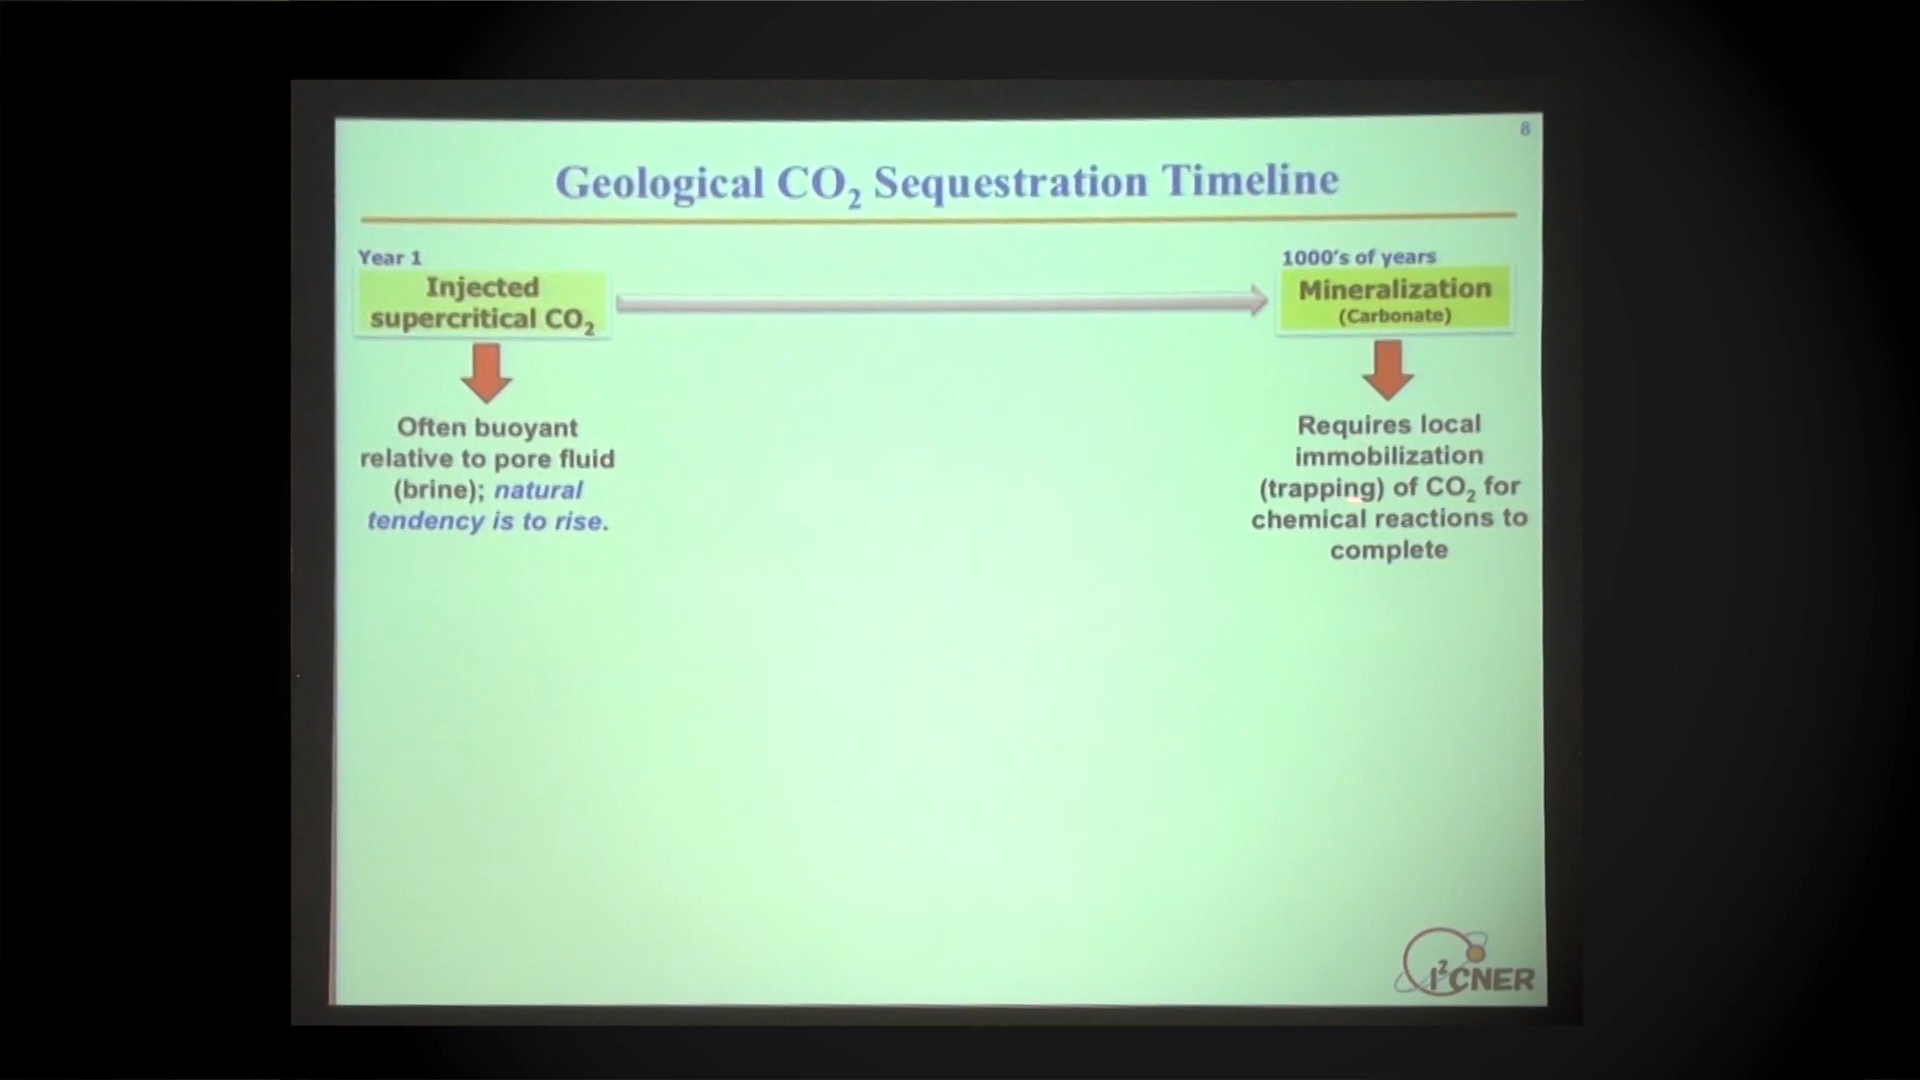 8
Geological CO₂ Sequestration Timeline
Year 1
Injected
supercritical CO₂
Often buoyant
relative to pore fluid
(brine); natural
tendency is to rise.
1000's of years
Mineralization
(Carbonate)
Requires local
immobilization
(trapping) of CO₂ for
chemical reactions to
complete
I²CNER